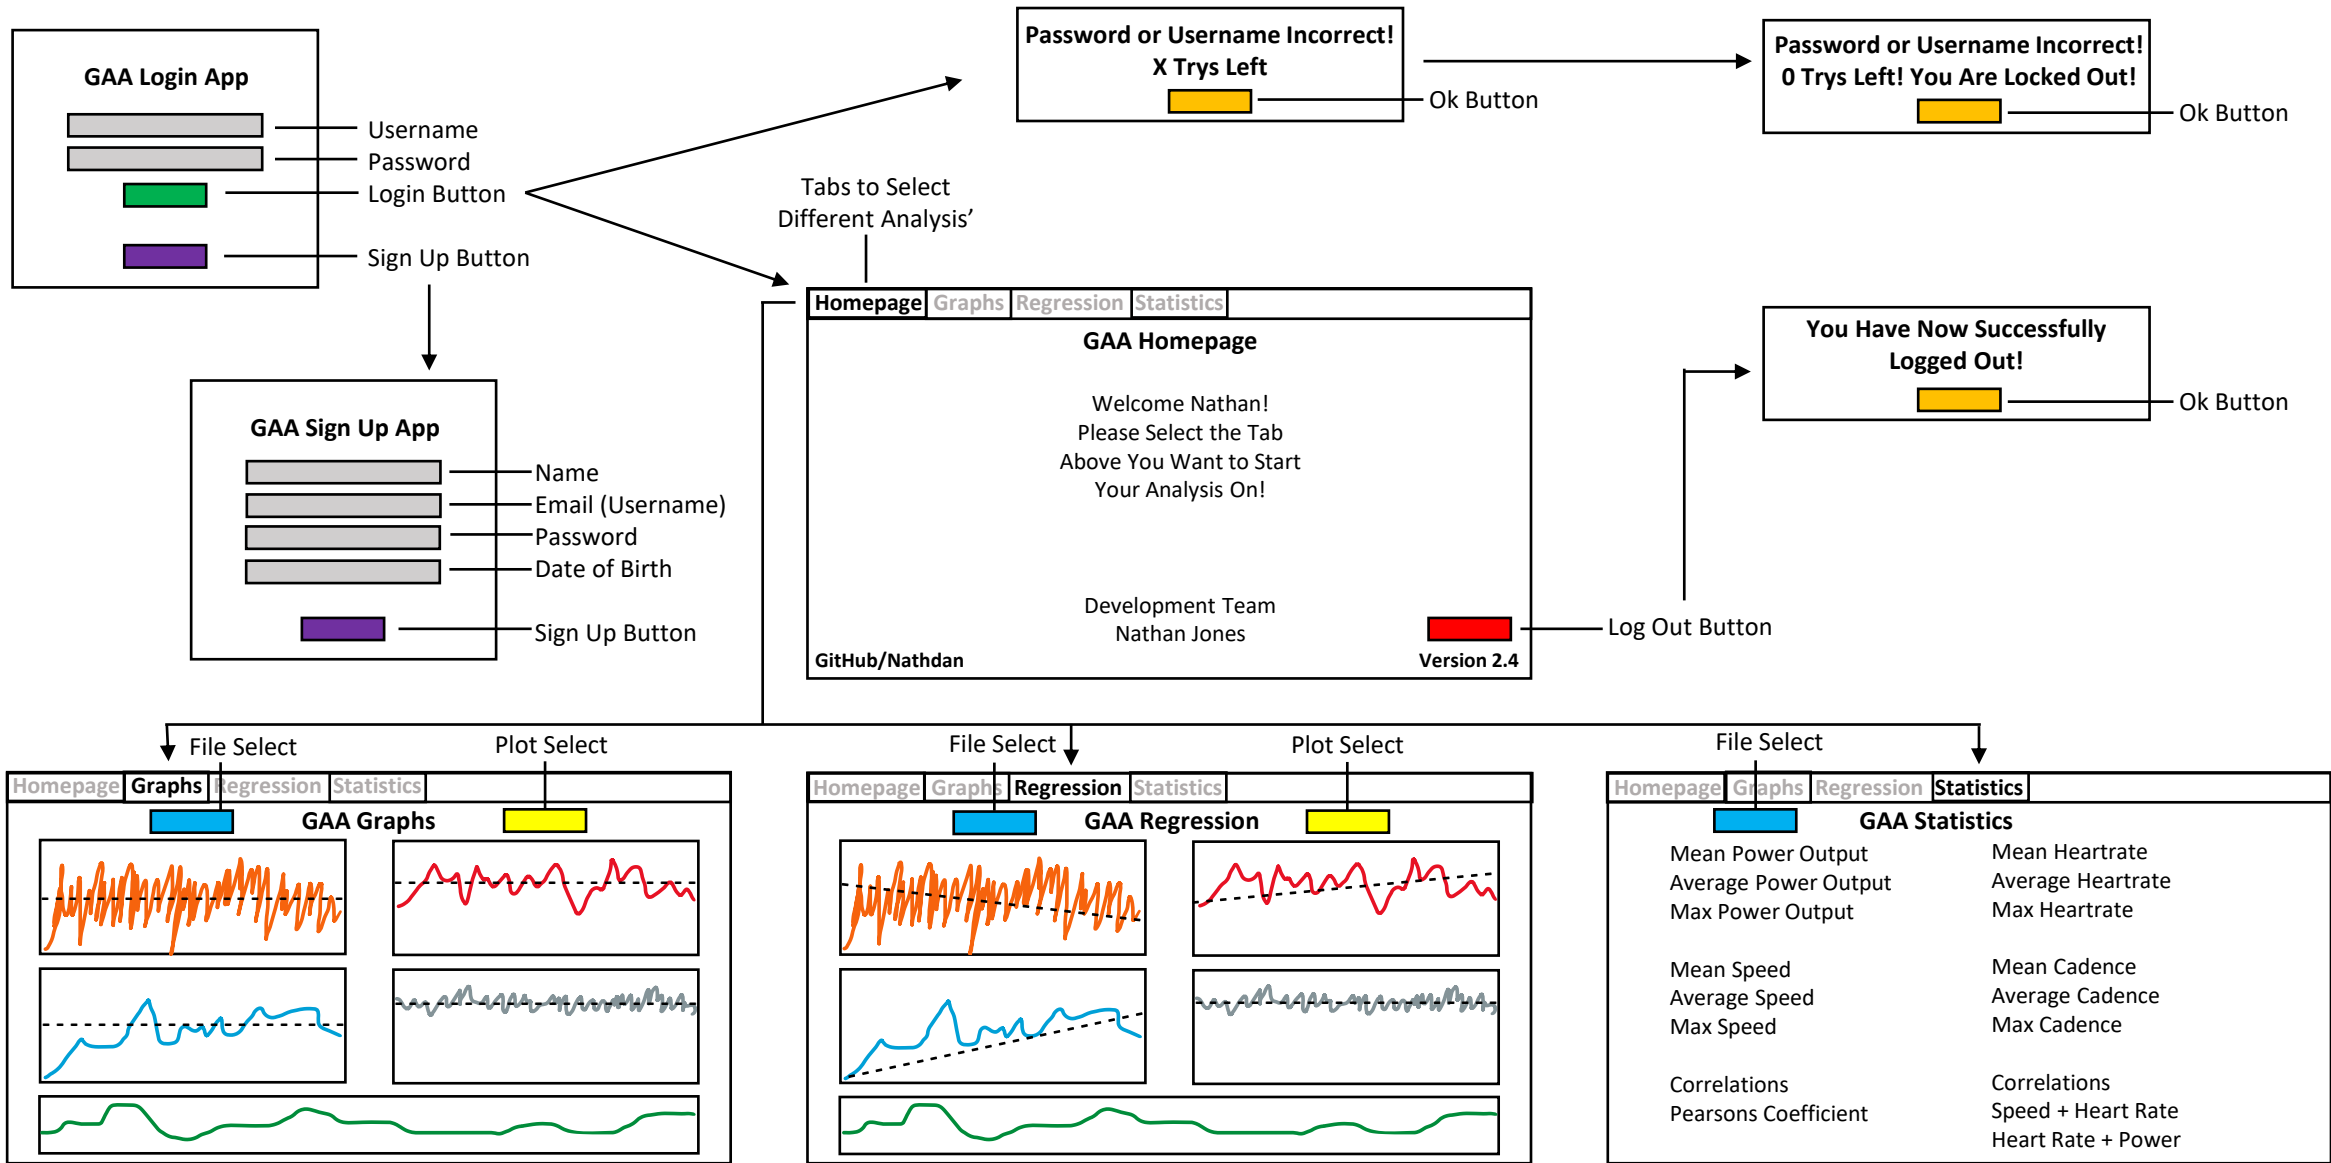 GAA Login App
Username
Password
Login Button
Sign Up Button
Password or Username Incorrect!
X Trys Left
Ok Button
Password or Username Incorrect!
0 Trys Left! You Are Locked Out!
Ok Button
Tabs to Select
Different Analysis’
Homepage Graphs Regression Statistics
GAA Homepage
Welcome Nathan!
Please Select the Tab
Above You Want to Start
Your Analysis On!
Development Team
Nathan Jones
GitHub/Nathdan
Version 2.4
Log Out Button
You Have Now Successfully
Logged Out!
Ok Button
GAA Sign Up App
Name
Email (Username)
Password
Date of Birth
Sign Up Button
File Select
Plot Select
Homepage Graphs Regression Statistics
GAA Graphs
File Select
Plot Select
Homepage Graphs Regression Statistics
GAA Regression
File Select
Homepage Graphs Regression Statistics
GAA Statistics
Mean Power Output
Average Power Output
Max Power Output
Mean Heartrate
Average Heartrate
Max Heartrate
Mean Speed
Average Speed
Max Speed
Mean Cadence
Average Cadence
Max Cadence
Correlations
Pearsons Coefficient
Correlations
Speed + Heart Rate
Heart Rate + Power